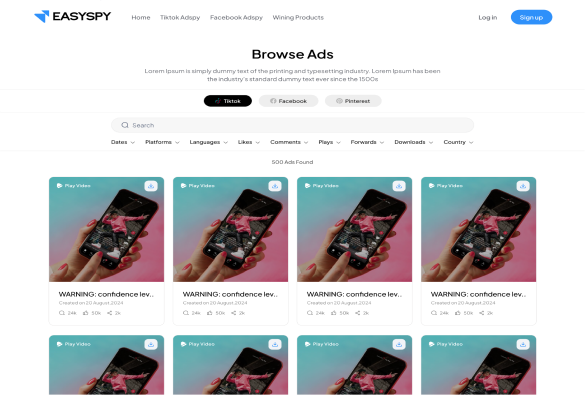 EASYSPY Home Tiktok Adspy Facebook Adspy Wining Products Log in Sign up
Browse Ads
Lorem Ipsum is simply dummy text of the printing and typesetting industry. Lorem Ipsum has been
the industry's standard dummy text ever since the 1500s
Tiktok Facebook Pinterest
Search
Dates Platforms Languages Likes Comments Plays Forwards Downloads Country
500 Ads Found
Play Video Play Video Play Video Play Video
WARNING: confidence lev... WARNING: confidence lev... WARNING: confidence lev... WARNING: confidence lev...
Created on 20 August,2024 Created on 20 August,2024 Created on 20 August,2024 Created on 20 August,2024
24k 50k 2k 24k 50k 2k 24k 50k 2k 24k 50k 2k
Play Video Play Video Play Video Play Video